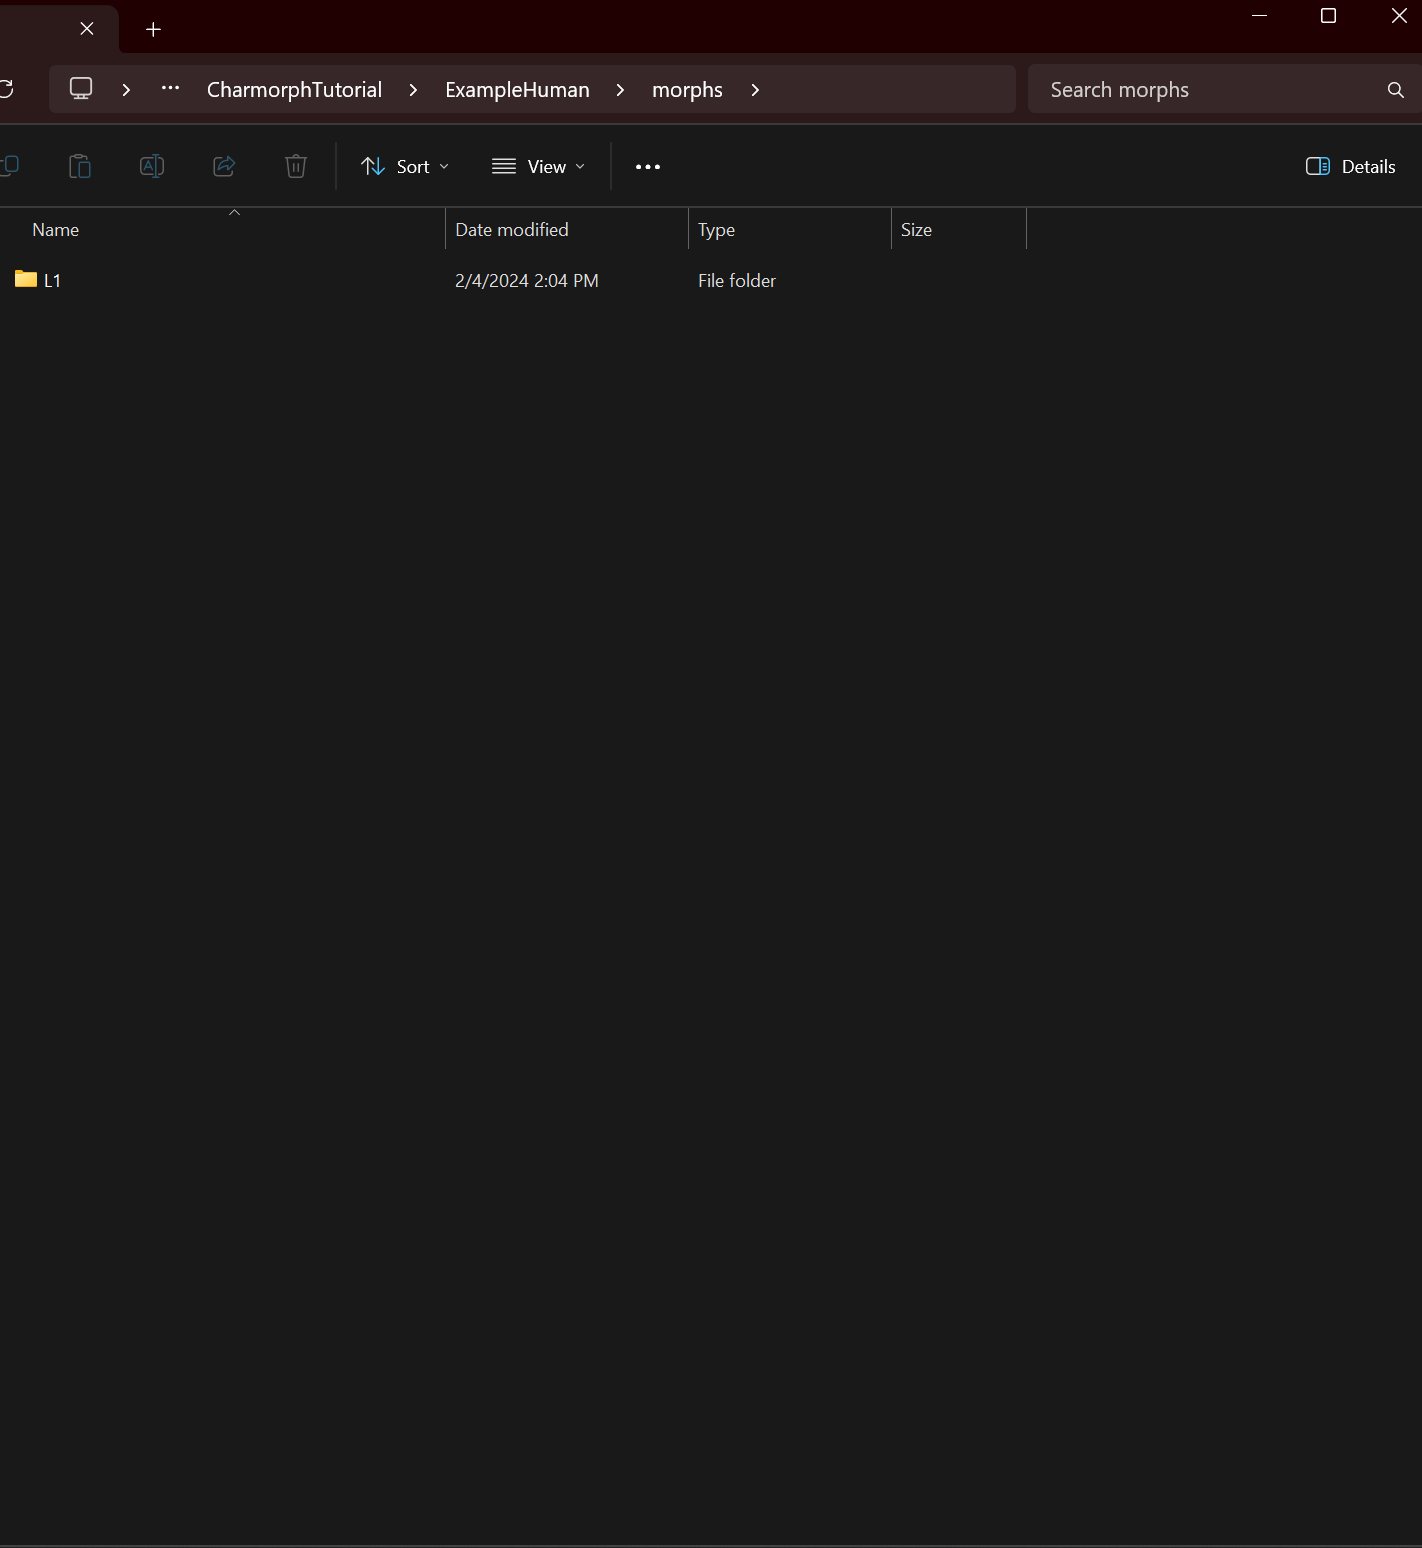 CharmorphTutorial ExampleHuman morphs Search morphs
Sort View Details
Name Date modified Type Size
L1 2/4/2024 2:04 PM File folder